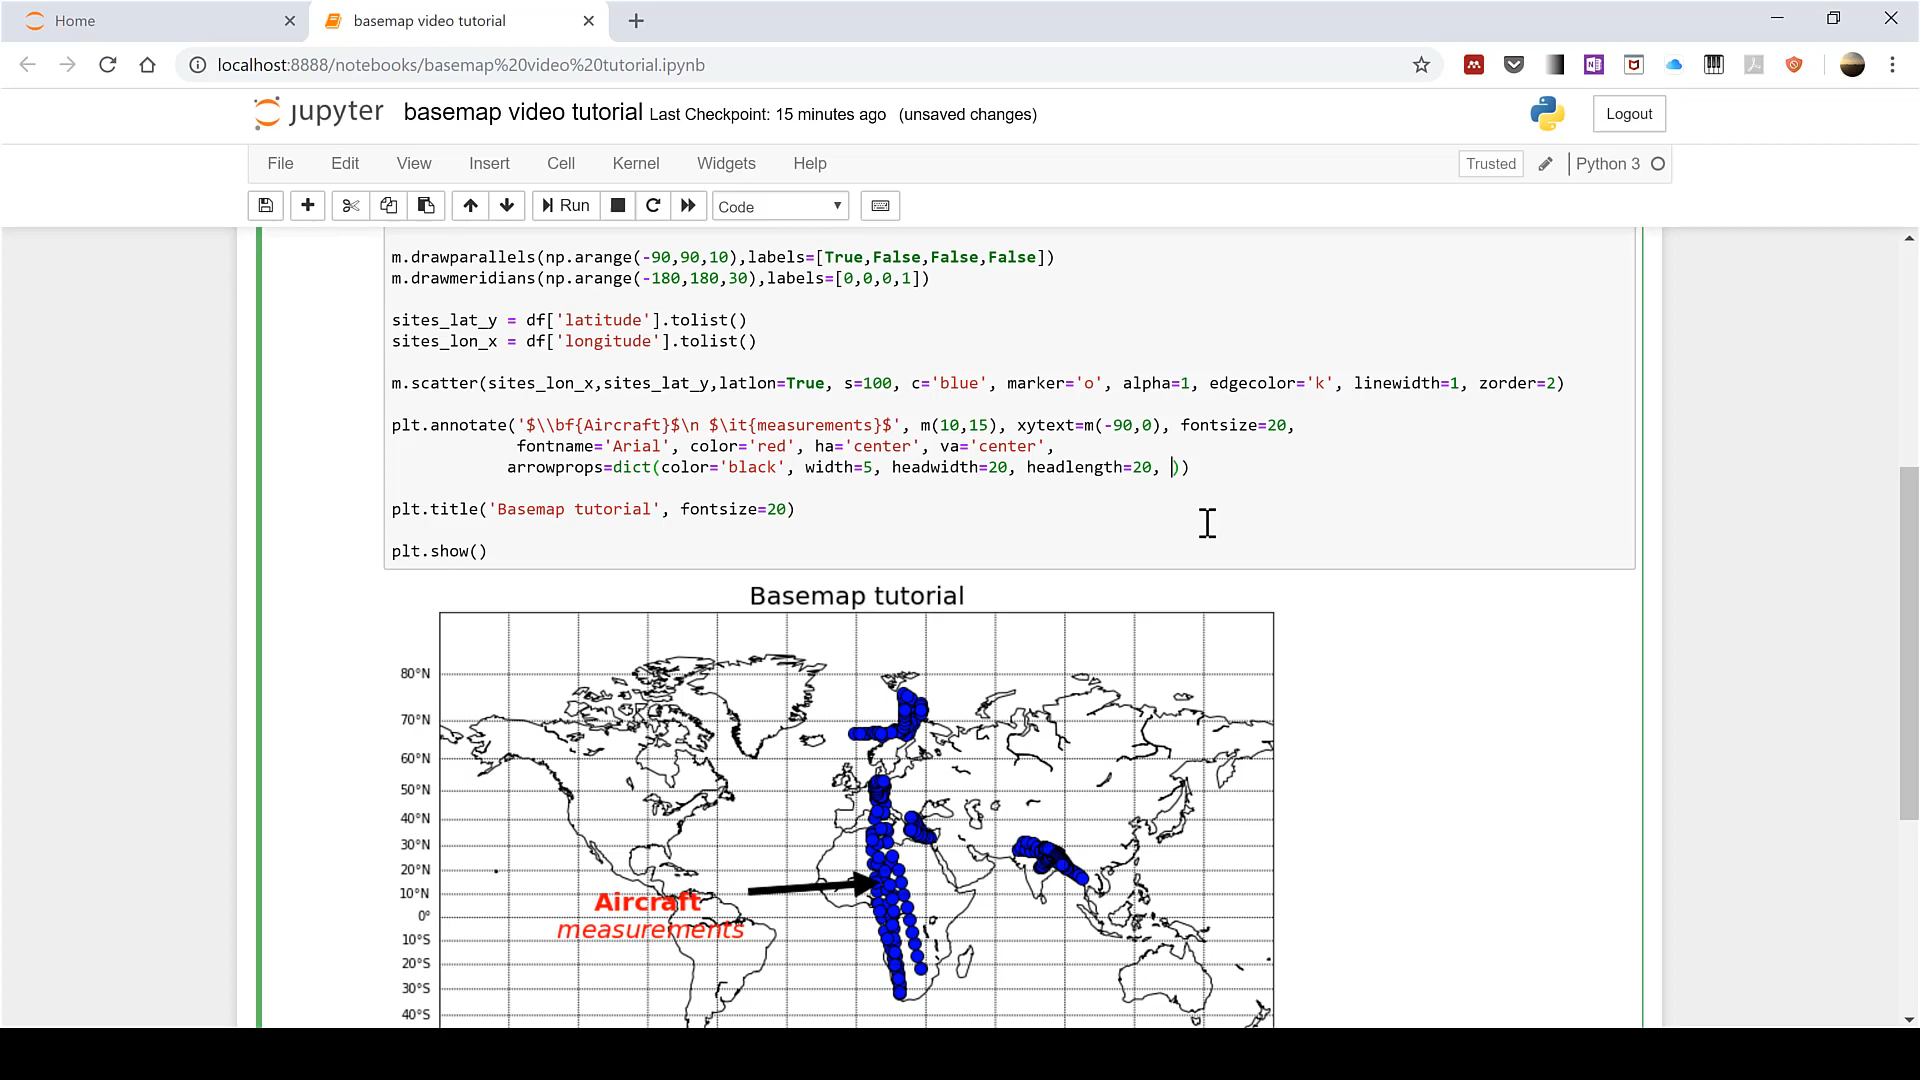 Home
basemap video tutorial
localhost:8888/notebooks/basemap%20video%20tutorial.ipynb
jupyter basemap video tutorial Last Checkpoint: 15 minutes ago (unsaved changes)
Logout
File Edit View Insert Cell Kernel Widgets Help
Trusted
Python 3
Run
Code
m.drawparallels(np.arange(-90,90,10),labels=[True,False,False,False])
m.drawmeridians(np.arange(-180,180,30),labels=[0,0,0,1])
sites_lat_y = df['latitude'].tolist()
sites_lon_x = df['longitude'].tolist()
m.scatter(sites_lon_x,sites_lat_y,latlon=True, s=100, c='blue', marker='o', alpha=1, edgecolor='k', linewidth=1, zorder=2)
plt.annotate('$\\bf{Aircraft}$\n $\it{measurements}$', m(10,15), xytext=m(-90,0), fontsize=20,
fontname='Arial', color='red', ha='center', va='center',
arrowprops=dict(color='black', width=5, headwidth=20, headlength=20, ))
plt.title('Basemap tutorial', fontsize=20)
plt.show()
Basemap tutorial
80°N
70°N
60°N
50°N
40°N
30°N
20°N
10°N
0°
10°S
20°S
30°S
40°S
Aircraft
measurements